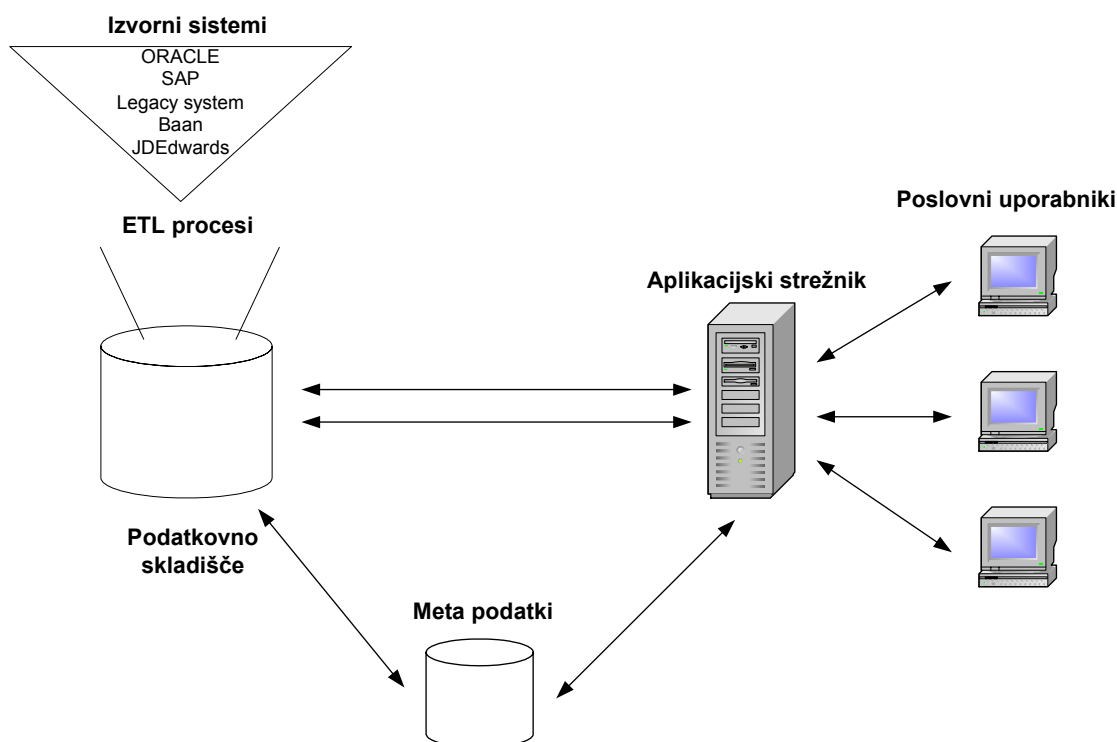 Izvorni sistemi
ORACLE
SAP
Legacy system
Baan
JDEdwards
ETL procesi
Poslovni uporabniki
Aplikacijski strežnik
Podatkovno
skladišče
Meta podatki